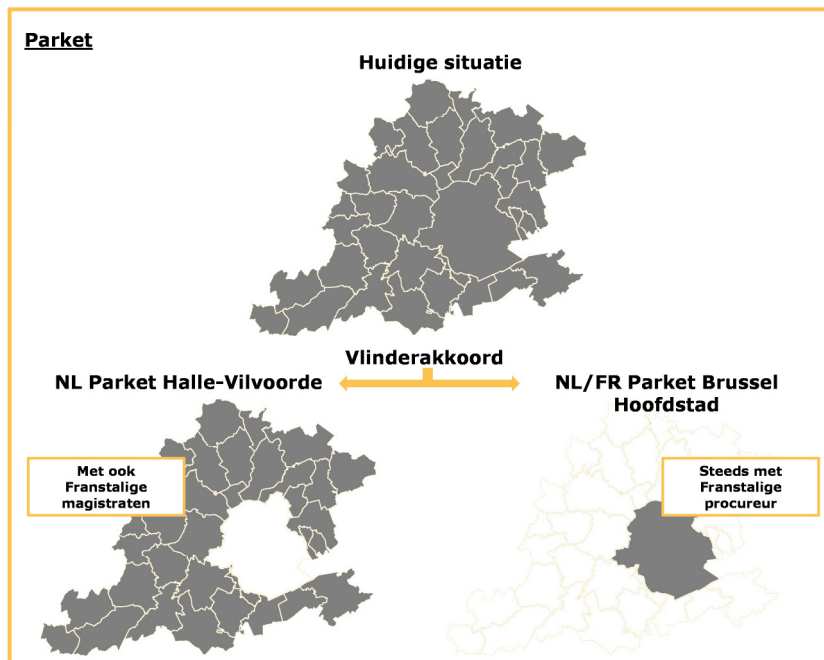 Parket
Huidige situatie
Vlinderakkoord
NL Parket Halle-Vilvoorde
NL/FR Parket Brussel
Hoofdstad
Met ook
Franstalige
magistraten
Steeds met
Franstalige
procureur